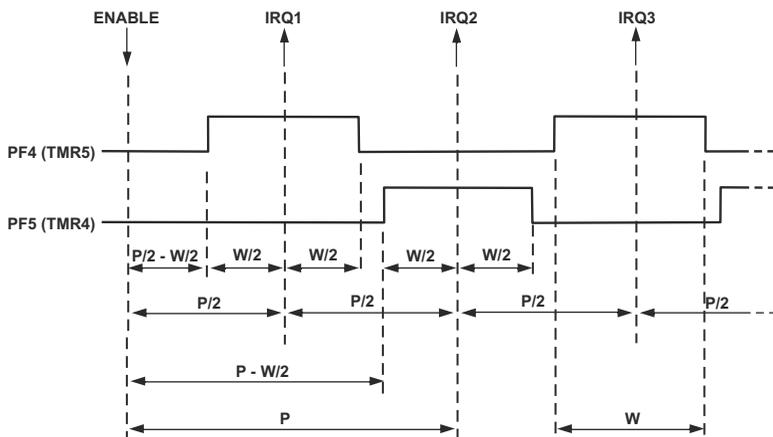 ENABLE IRQ1 IRQ2 IRQ3
PF4 (TMR5)
PF5 (TMR4)
P/2 - W/2 W/2 W/2 W/2 W/2
P/2 P/2 P/2 P/2
P - W/2
P W